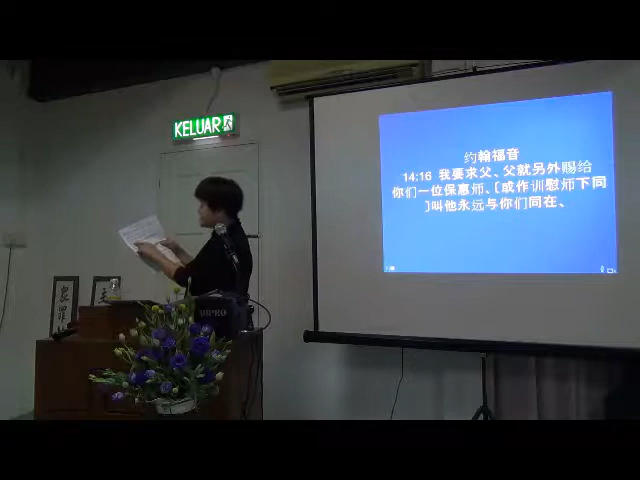 KELUAR
约翰福音
14:16 我要求父、父就另外赐给
你们一位保惠师、〔或作训慰师下同
〕叫他永远与你们同在、